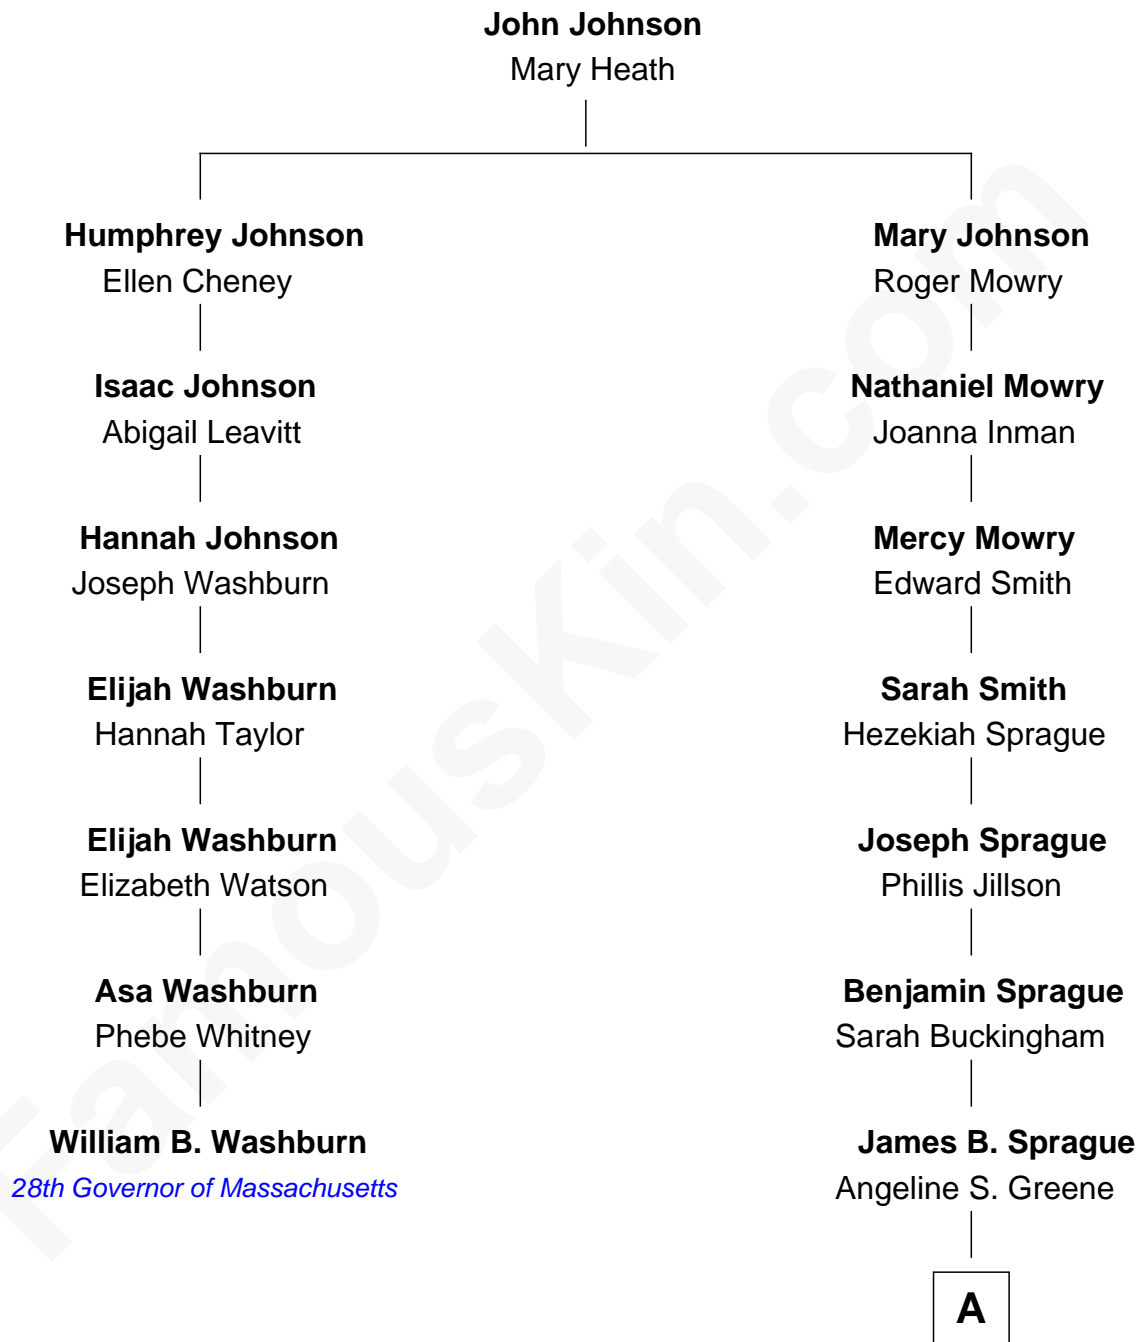 John Johnson
Mary Heath
Humphrey Johnson
Ellen Cheney
Mary Johnson
Roger Mowry
Isaac Johnson
Abigail Leavitt
Nathaniel Mowry
Joanna Inman
Hannah Johnson
Joseph Washburn
Mercy Mowry
Edward Smith
Elijah Washburn
Hannah Taylor
Sarah Smith
Hezekiah Sprague
Elijah Washburn
Elizabeth Watson
Joseph Sprague
Phillis Jillson
Asa Washburn
Phebe Whitney
Benjamin Sprague
Sarah Buckingham
William B. Washburn
28th Governor of Massachusetts
James B. Sprague
Angeline S. Greene
A
FamousKin.com